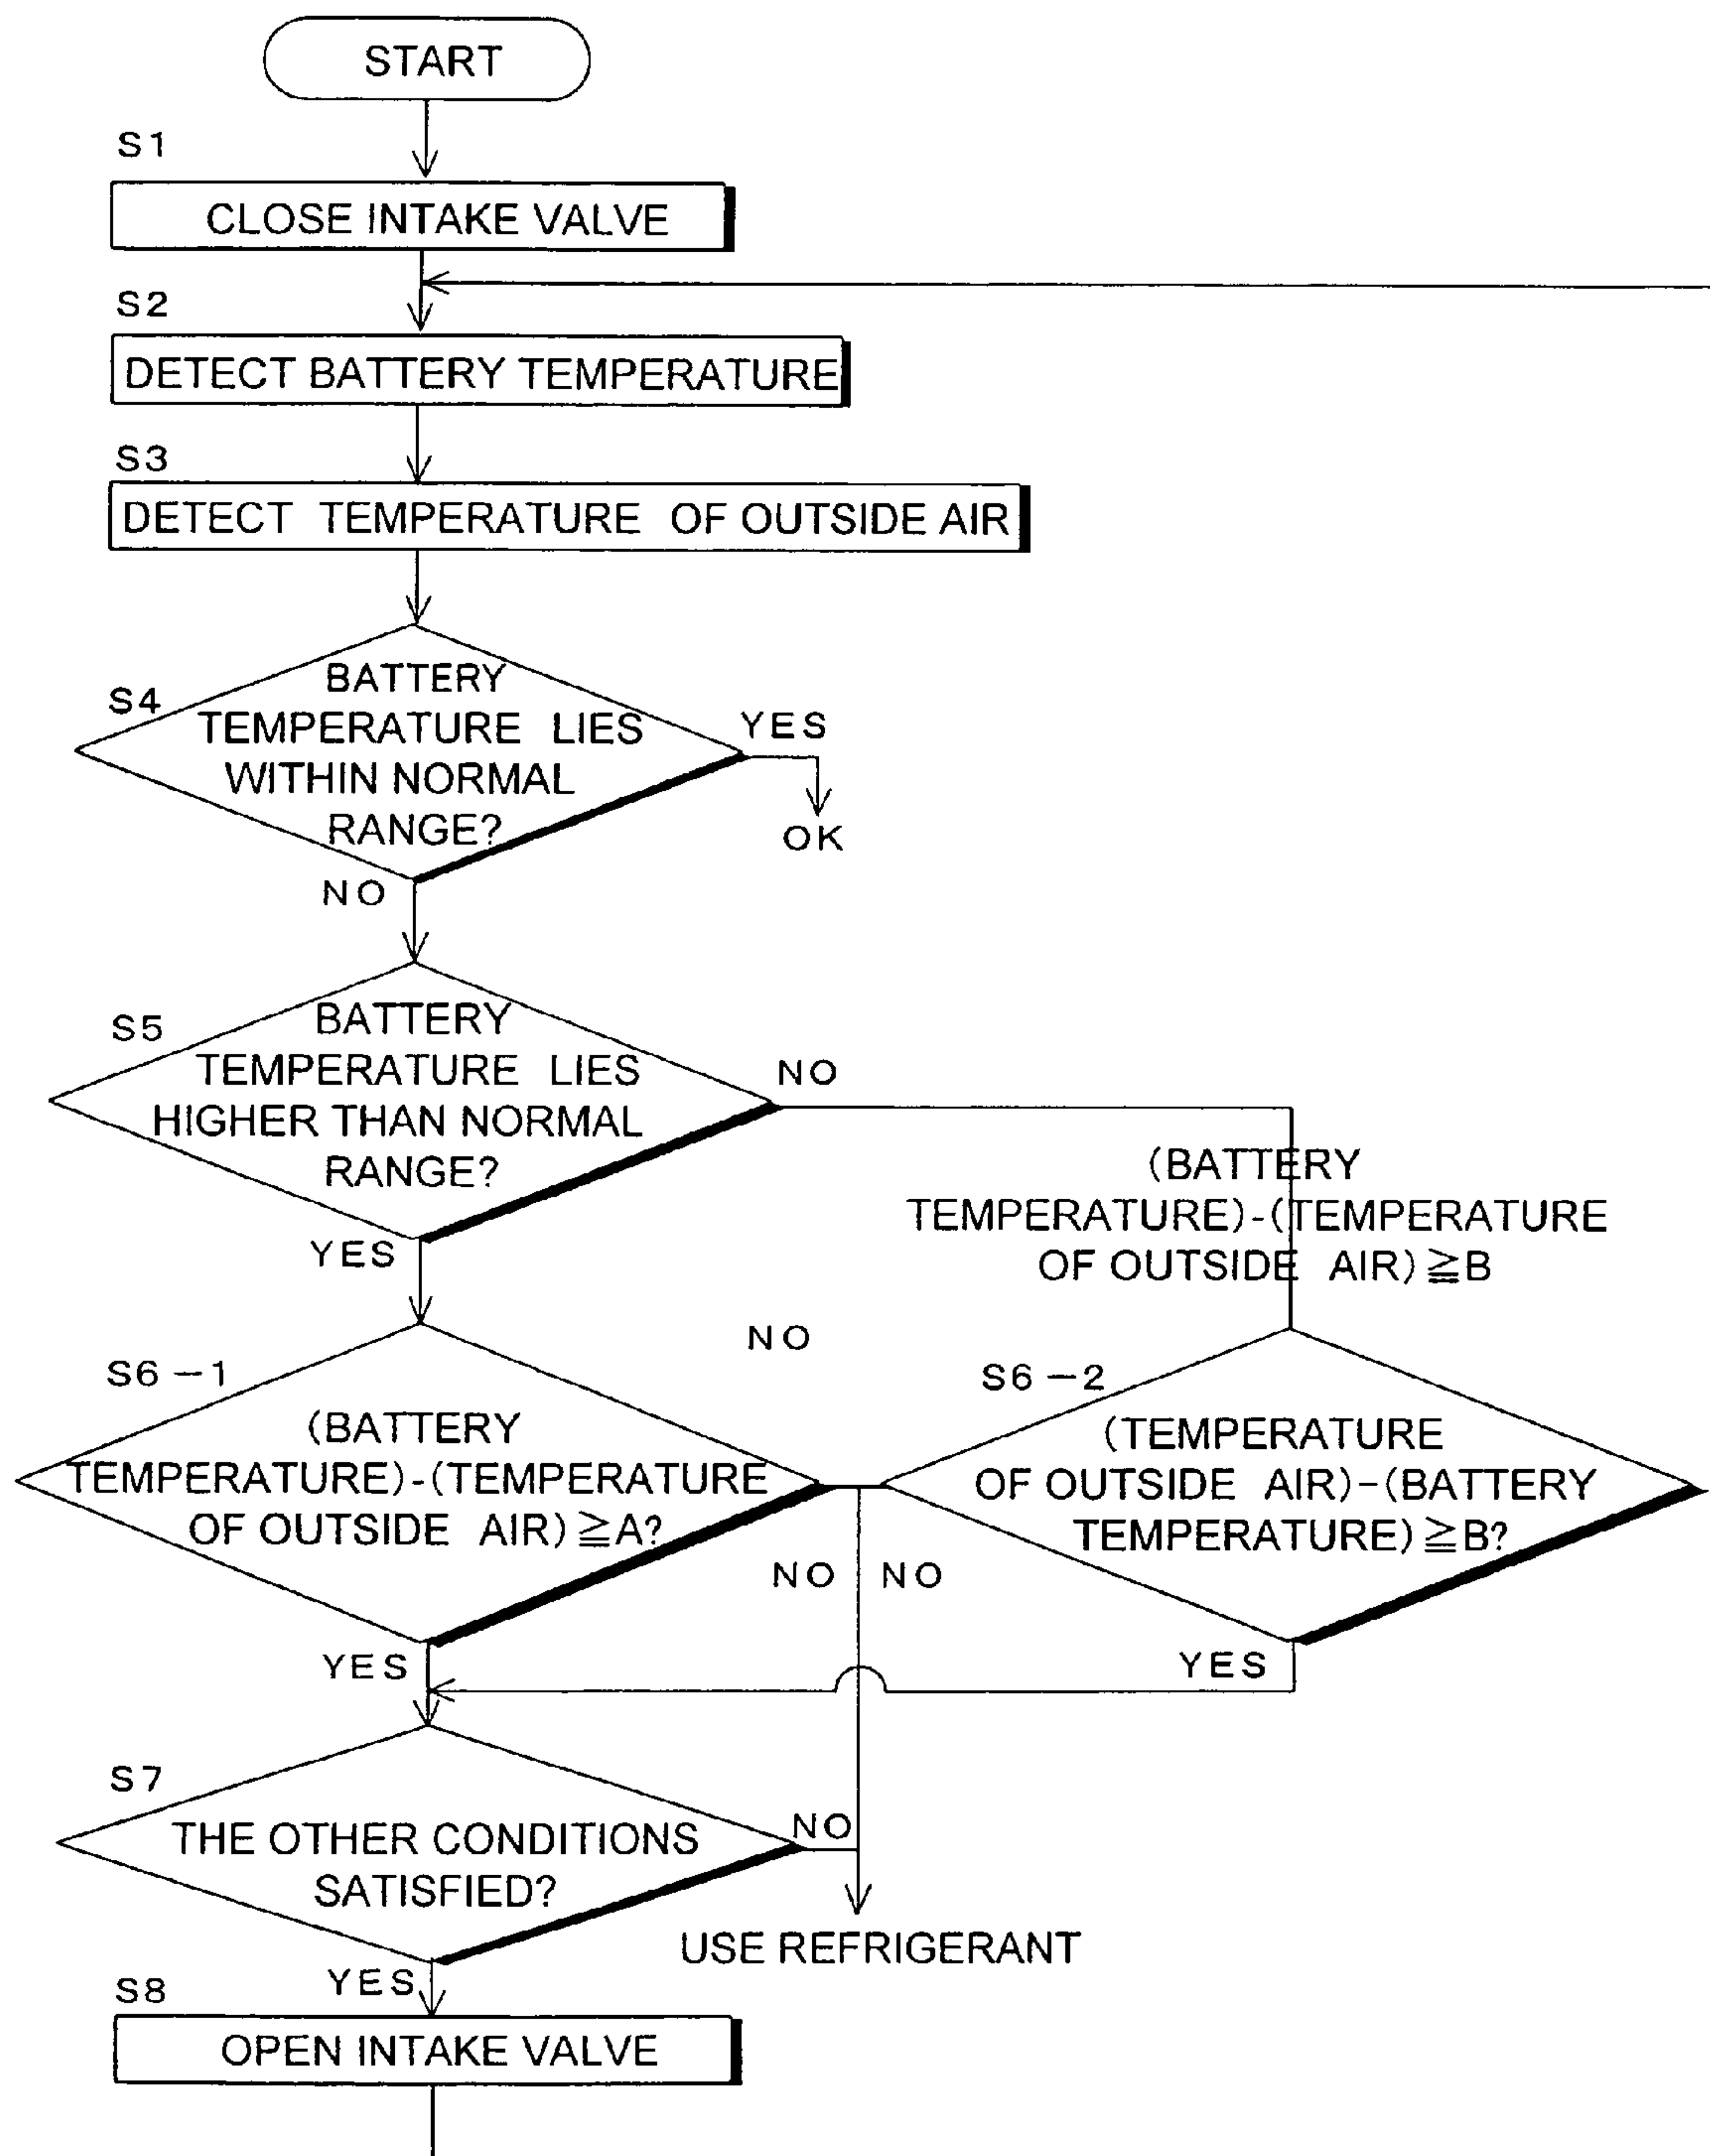 START
S1
CLOSE INTAKE VALVE
S2
DETECT BATTERY TEMPERATURE
S3
DETECT TEMPERATURE OF OUTSIDE AIR
S4
BATTERY
TEMPERATURE LIES
WITHIN NORMAL
RANGE?
YES
OK
NO
S5
BATTERY
TEMPERATURE LIES
HIGHER THAN NORMAL
RANGE?
NO
YES
(BATTERY
TEMPERATURE)-(TEMPERATURE
OF OUTSIDE AIR)≧B
NO
S6-1
(BATTERY
TEMPERATURE)-(TEMPERATURE
OF OUTSIDE AIR)≧A?
S6-2
(TEMPERATURE
OF OUTSIDE AIR)-(BATTERY
TEMPERATURE)≧B?
NO
NO
YES
YES
S7
THE OTHER CONDITIONS
SATISFIED?
NO
USE REFRIGERANT
YES
S8
OPEN INTAKE VALVE